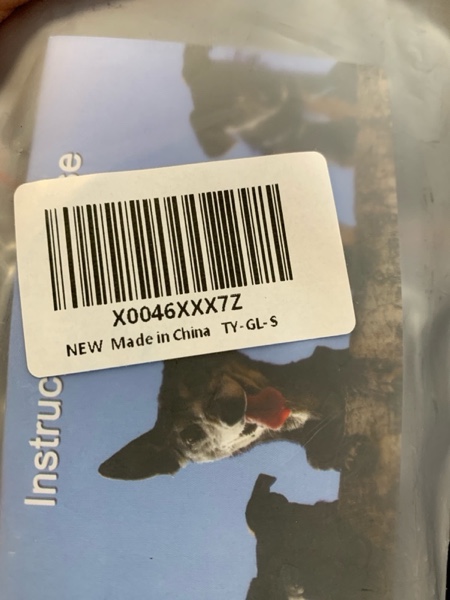 X0046XXX7Z
NEW Made in China TY-GL-S
Instruc